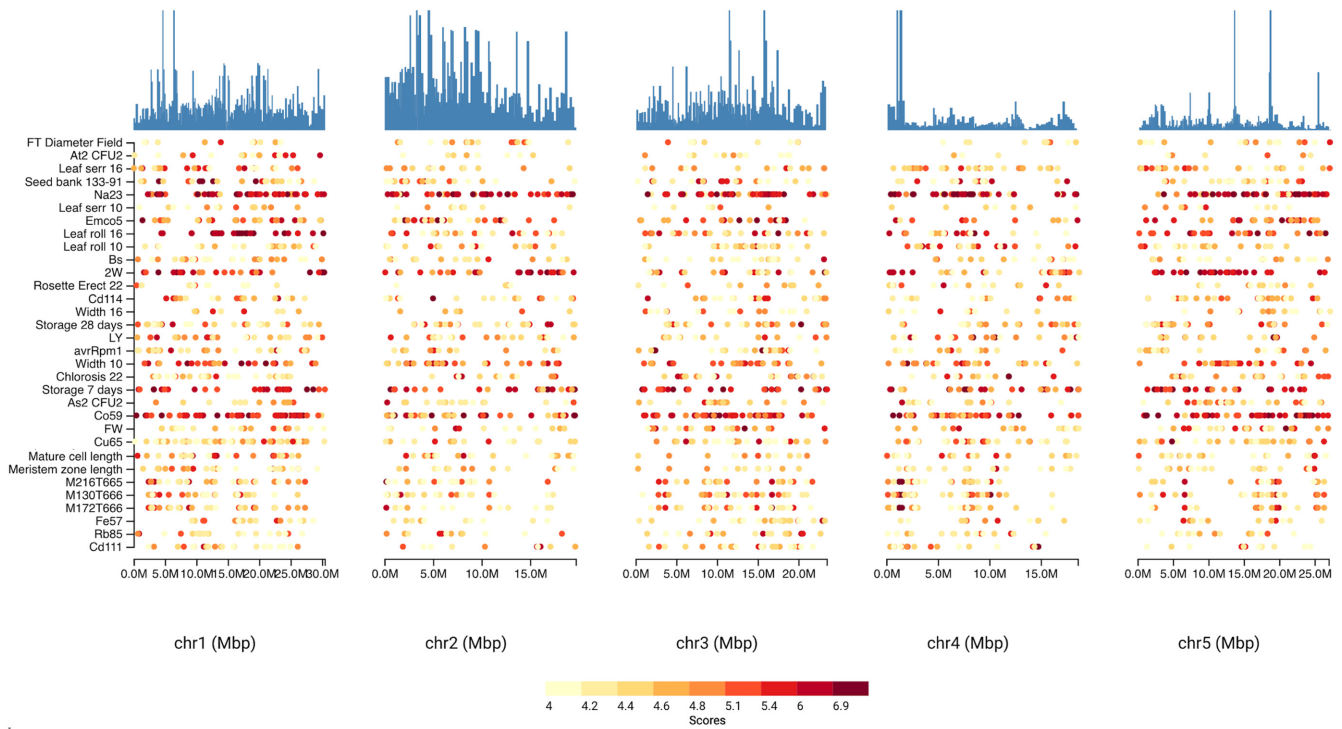 FT Diameter Field
At2 CFU2
Leaf serr 16
Seed bank 133-91
Na23
Leaf serr 10
Emco5
Leaf roll 16
Leaf roll 10
Bs
2W
Rosette Erect 22
Cd114
Width 16
Storage 28 days
LY
avrRpm1
Width 10
Chlorosis 22
Storage 7 days
As2 CFU2
Co59
FW
Cu65
Mature cell length
Meristem zone length
M216T665
M130T666
M172T666
Fe57
Rb85
Cd111
0.0M 5.0M 10.0M 15.0M 20.0M 25.0M 30.0M 0.0M 5.0M 10.0M 15.0M 0.0M 5.0M 10.0M 15.0M 20.0M 0.0M 5.0M 10.0M 15.0M 0.0M 5.0M 10.0M 15.0M 20.0M 25.0M
chr1 (Mbp) chr2 (Mbp) chr3 (Mbp) chr4 (Mbp) chr5 (Mbp)
4 4.2 4.4 4.6 4.8 5.1 5.4 6 6.9
Scores